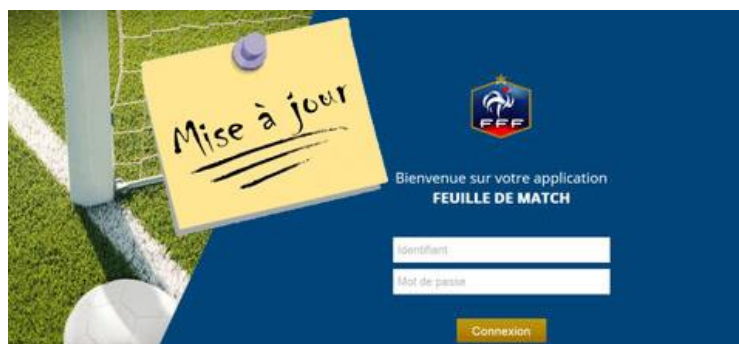 Mise à jour
FFF
Bienvenue sur votre application
FEUILLE DE MATCH
Identifiant
Mot de passe
Connexion